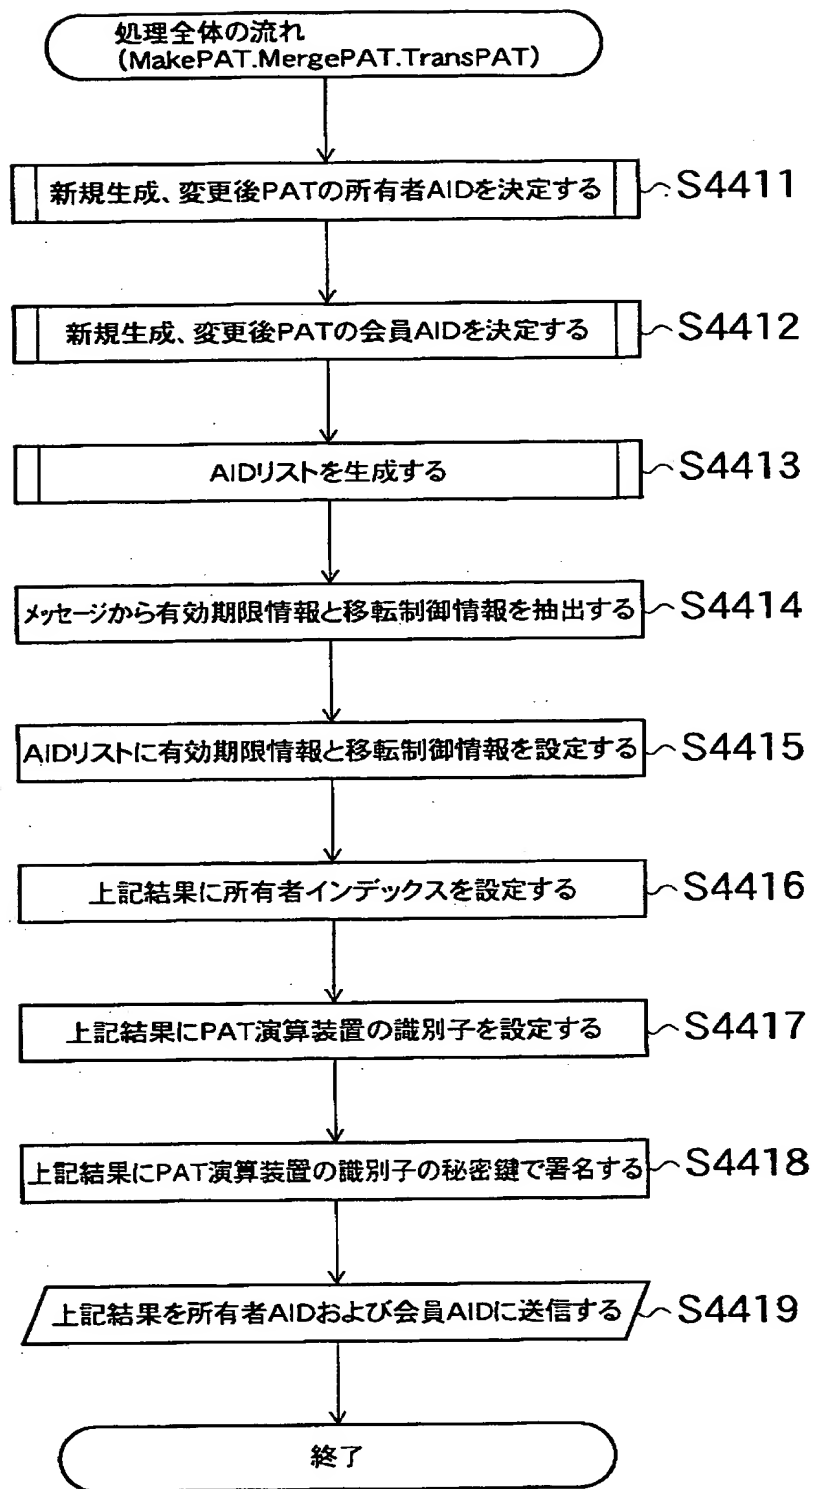 処理全体の流れ
(MakePAT.MergePAT.TransPAT)
新規生成、変更後PATの所有者AIDを決定する S4411
新規生成、変更後PATの会員AIDを決定する S4412
AIDリストを生成する S4413
メッセージから有効期限情報と移転制御情報を抽出する S4414
AIDリストに有効期限情報と移転制御情報を設定する S4415
上記結果に所有者インデックスを設定する S4416
上記結果にPAT演算装置の識別子を設定する S4417
上記結果にPAT演算装置の識別子の秘密鍵で署名する S4418
上記結果を所有者AIDおよび会員AIDに送信する S4419
終了